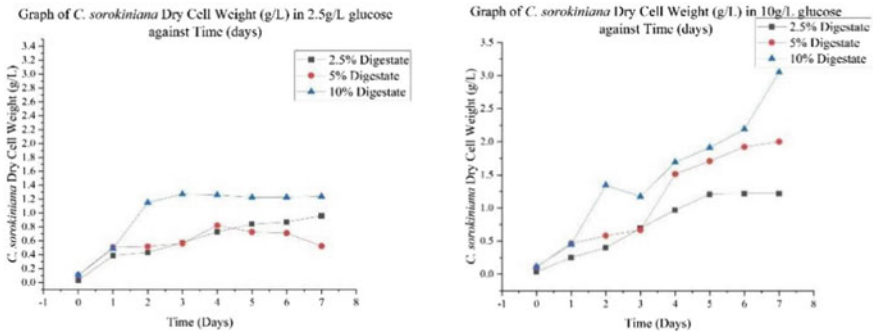 Graph of C. sorokiniana Dry Cell Weight (g/L) in 2.5g/L glucose
against Time (days)
3.4
3.2
3.0
2.8
2.6
2.4
2.2
2.0
1.8
1.6
1.4
1.2
1.0
0.8
0.6
0.4
0.2
0.0
C. sorokiniana Dry Cell Weight (g/L)
2.5% Digestate
5% Digestate
10% Digestate
-1 0 1 2 3 4 5 6 7 8
Time (Days)
Graph of C. sorokiniana Dry Cell Weight (g/L) in 10g/L glucose
against Time (days)
3.5
3.0
2.5
2.0
1.5
1.0
0.5
0.0
C. sorokiniana Dry Cell Weight (g/L)
2.5% Digestate
5% Digestate
10% Digestate
-1 0 1 2 3 4 5 6 7 8
Time (Days)